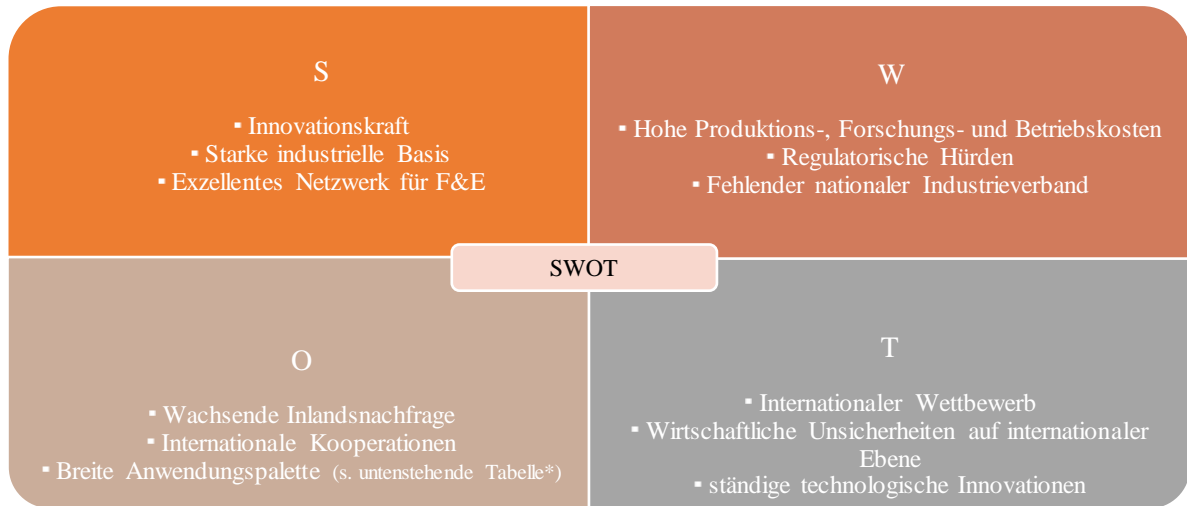 S
▪ Innovationskraft
▪ Starke industrielle Basis
▪ Exzellentes Netzwerk für F&E
W
▪ Hohe Produktions-, Forschungs- und Betriebskosten
▪ Regulatorische Hürden
▪ Fehlender nationaler Industrieverband
SWOT
O
▪ Wachsende Inlandsnachfrage
▪ Internationale Kooperationen
▪ Breite Anwendungspalette (s. untenstehende Tabelle*)
T
▪ Internationaler Wettbewerb
▪ Wirtschaftliche Unsicherheiten auf internationaler
Ebene
▪ ständige technologische Innovationen